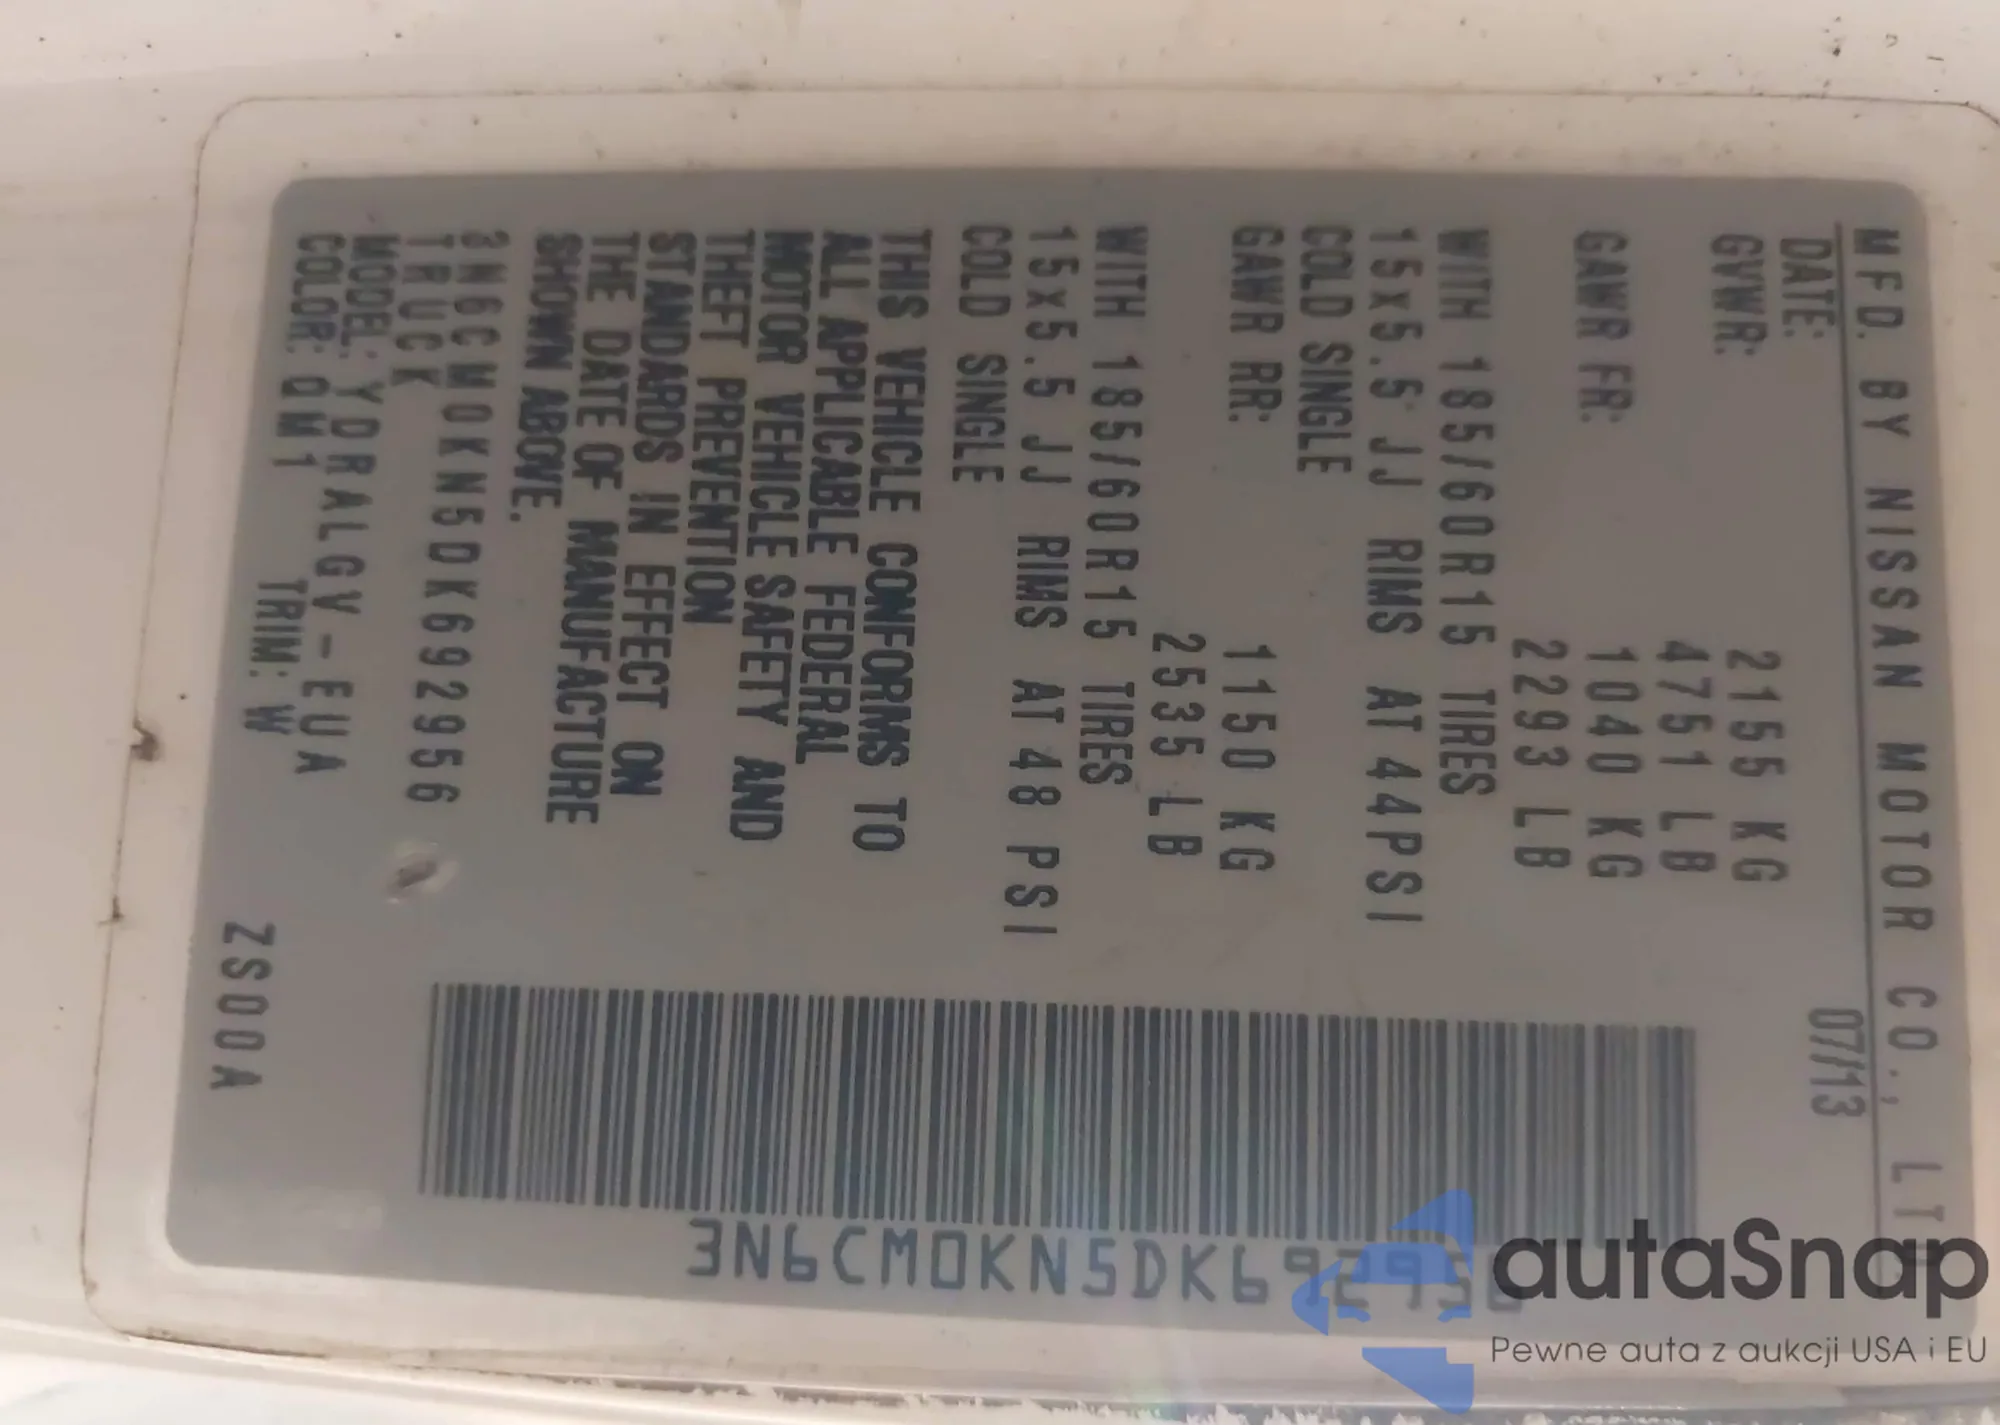 MFD. BY NISSAN MOTOR CO., LTD.
DATE: 07/13
GVWR: 2155 KG
4751 LB
GAWR FR: 1040 KG
2293 LB
WITH 185/60R15 TIRES
15x5.5 JJ RIMS AT 44PSI
COLD SINGLE
GAWR RR: 1150 KG
2535 LB
WITH 185/60R15 TIRES
15x5.5 JJ RIMS AT 48 PSI
COLD SINGLE
THIS VEHICLE CONFORMS TO
ALL APPLICABLE FEDERAL
MOTOR VEHICLE SAFETY AND
THEFT PREVENTION
STANDARDS IN EFFECT ON
THE DATE OF MANUFACTURE
SHOWN ABOVE.
3N6CM0KN5DK692956
TRUCK
MODEL: YDRALGV-EUA
COLOR: QM1 TRIM: W ZS00A
3N6CM0KN5DK692956
autaSnap
Pewne auta z aukcji USA i EU